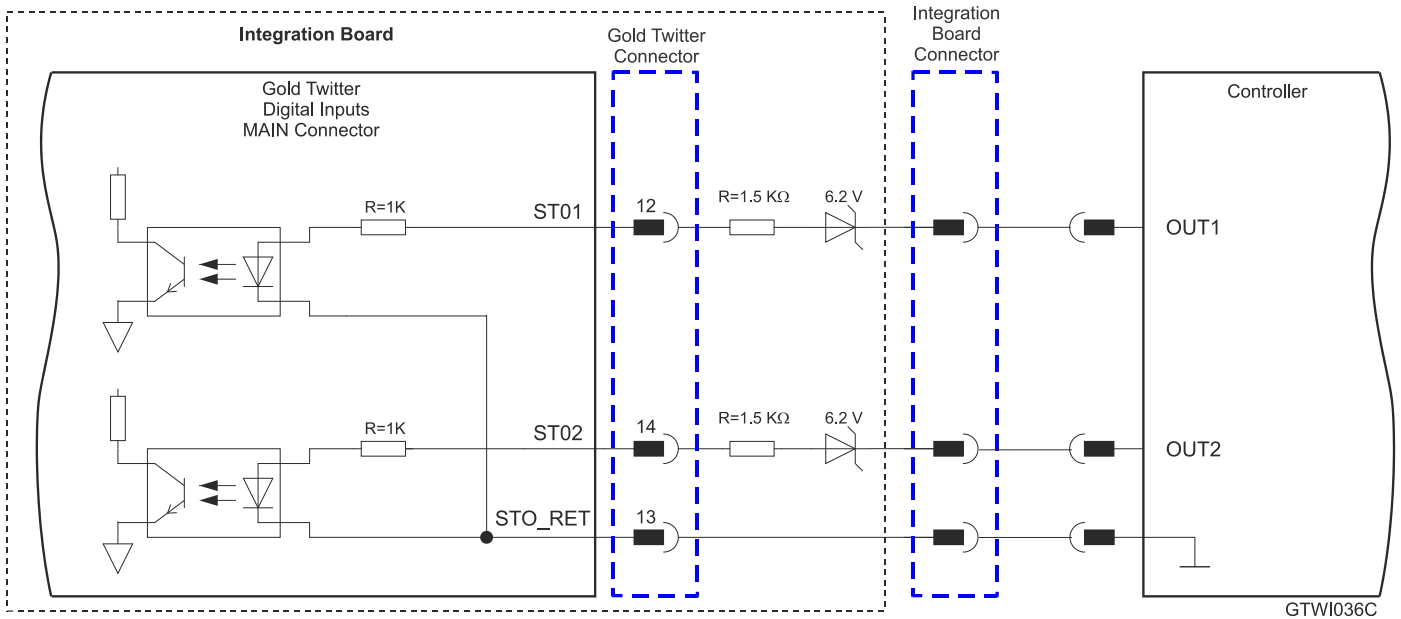 Integration Board
Gold Twitter
Connector
Integration
Board
Connector
Gold Twitter
Digital Inputs
MAIN Connector
Controller
R=1K
ST01
12
R=1.5 KΩ
6.2 V
OUT1
R=1K
ST02
14
R=1.5 KΩ
6.2 V
OUT2
STO_RET
13
GTWI036C